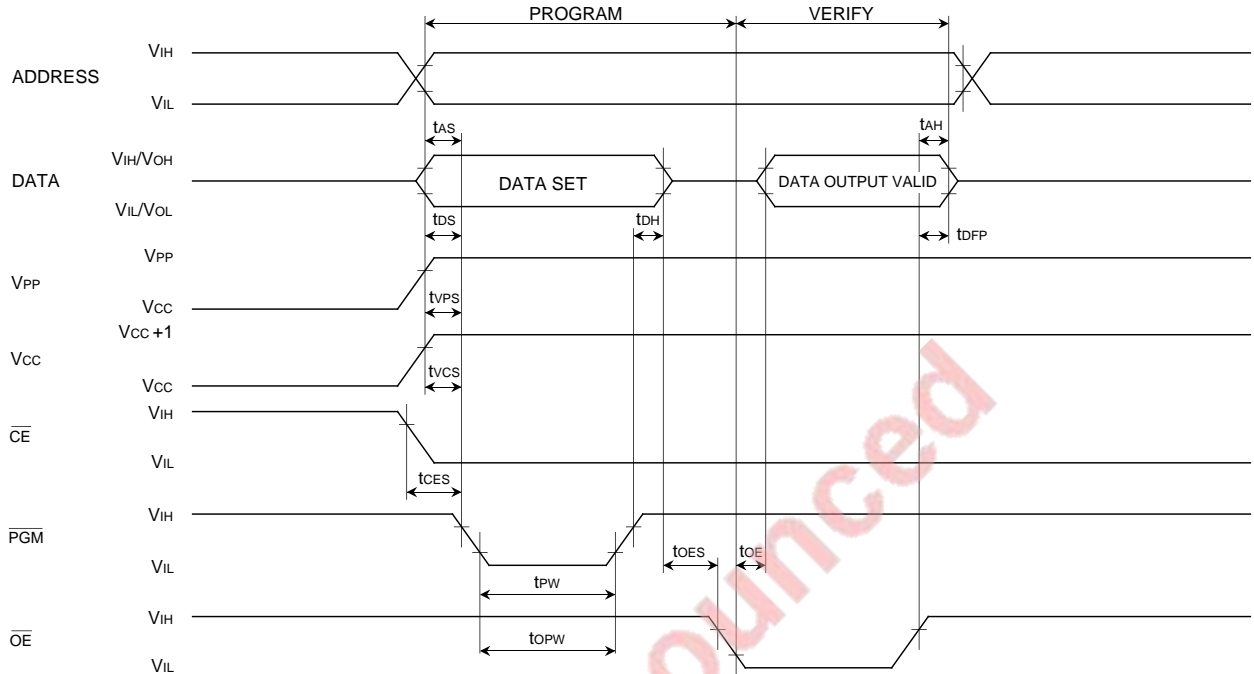 PROGRAM VERIFY
VIH
ADDRESS
VIL
tAS
tAH
VIH/VOH
DATA
DATA SET
DATA OUTPUT VALID
VIL/VOL
tDS
tDH
tDFP
VPP
VPP
VCC
tVPS
VCC +1
VCC
VCC
tVCS
VIH
CE
VIL
tCES
VIH
PGM
VIL
tOES
tOE
tPW
VIH
OE
tOPW
VIL
ounced